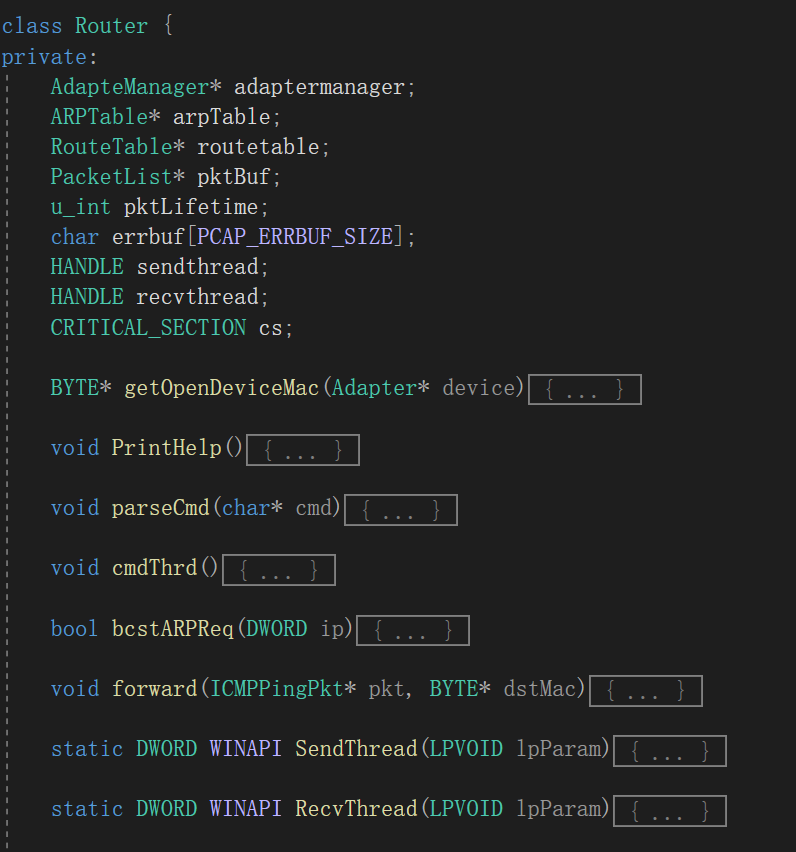 class Router {
private:
AdapteManager* adaptermanager;
ARPTable* arpTable;
RouteTable* routetable;
PacketList* pktBuf;
u_int pktLifetime;
char errbuf[PCAP_ERRBUF_SIZE];
HANDLE sendthread;
HANDLE recvthread;
CRITICAL_SECTION cs;
BYTE* getOpenDeviceMac(Adapter* device){ ... }
void PrintHelp(){ ... }
void parseCmd(char* cmd){ ... }
void cmdThrd(){ ... }
bool bcstARPReq(DWORD ip){ ... }
void forward(ICMPPingPkt* pkt, BYTE* dstMac){ ... }
static DWORD WINAPI SendThread(LPVOID lpParam){ ... }
static DWORD WINAPI RecvThread(LPVOID lpParam){ ... }